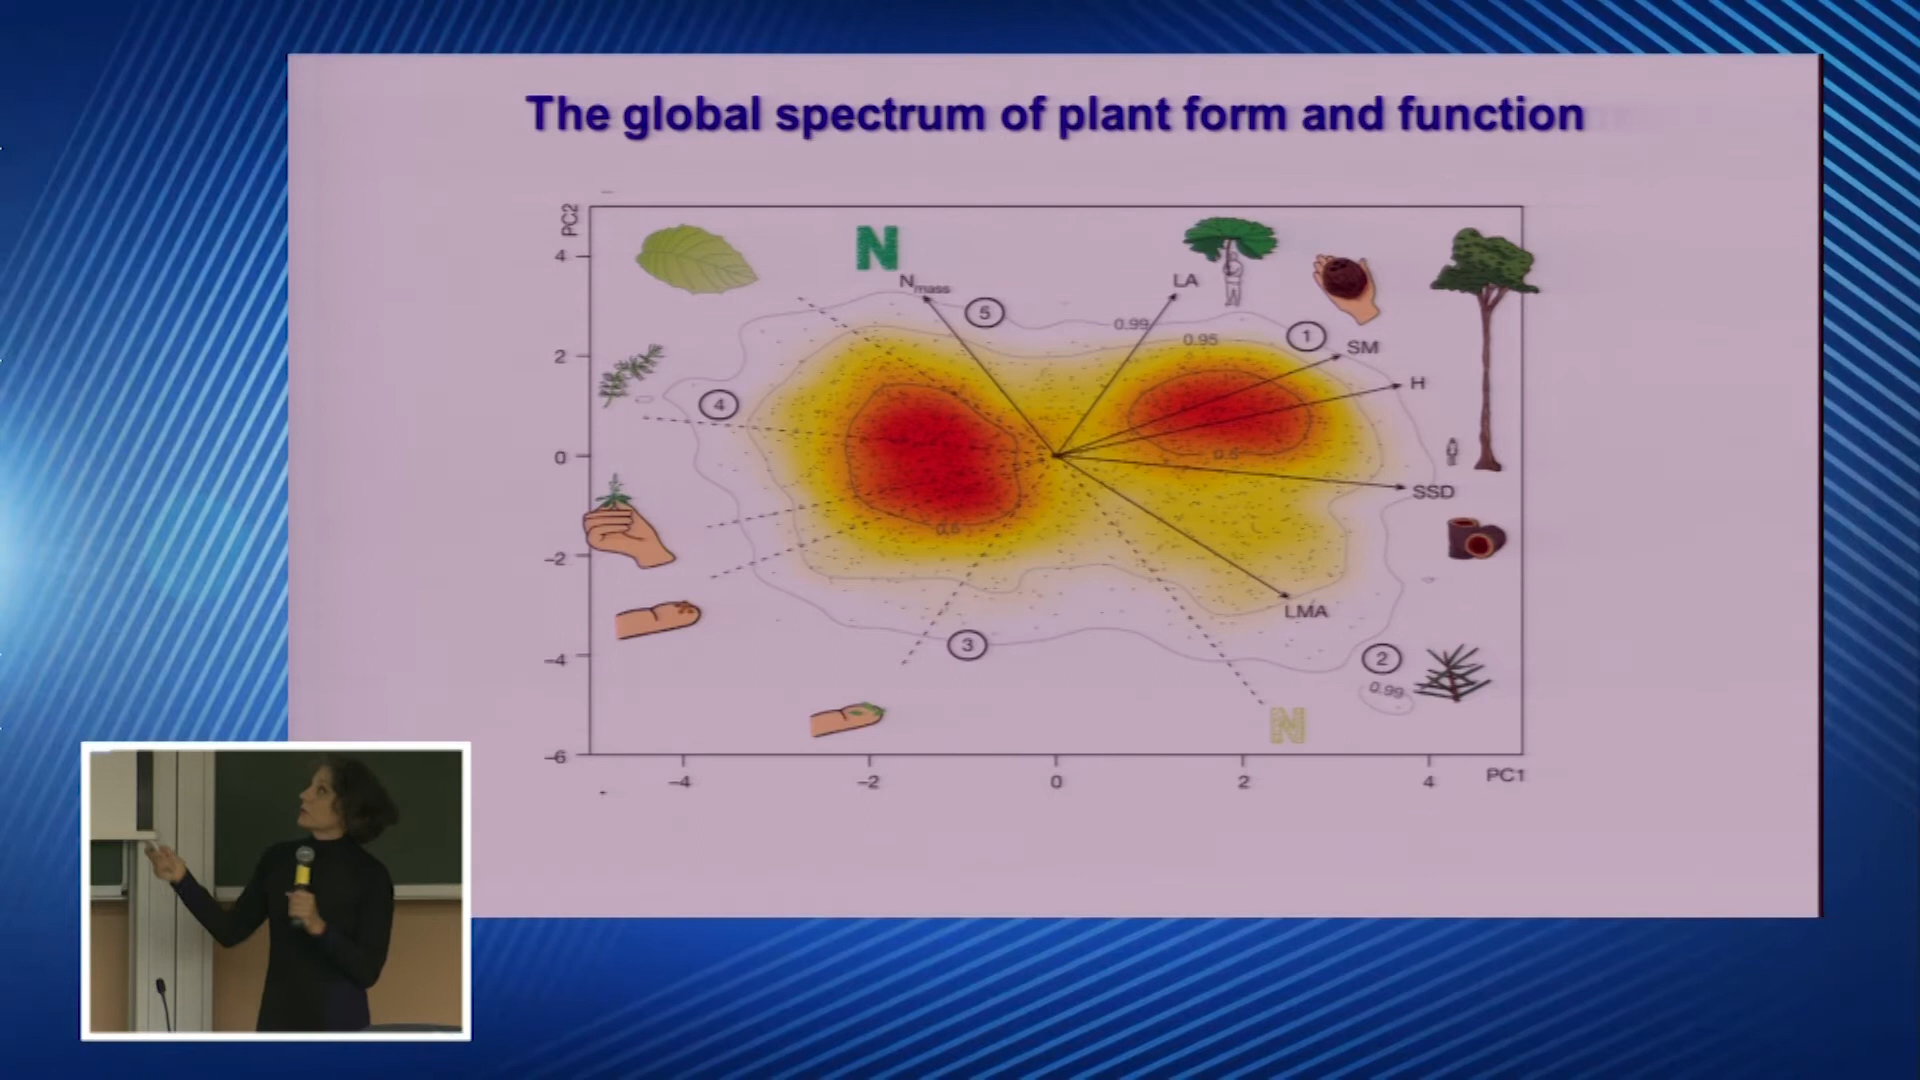 The global spectrum of plant form and function
PC2
4
2
0
−2
−4
−6
N
Nmass
5
LA
0.99
0.95
1
SM
H
4
0.5
SSD
0.5
LMA
3
2
0.99
N
−4
−2
0
2
4
PC1